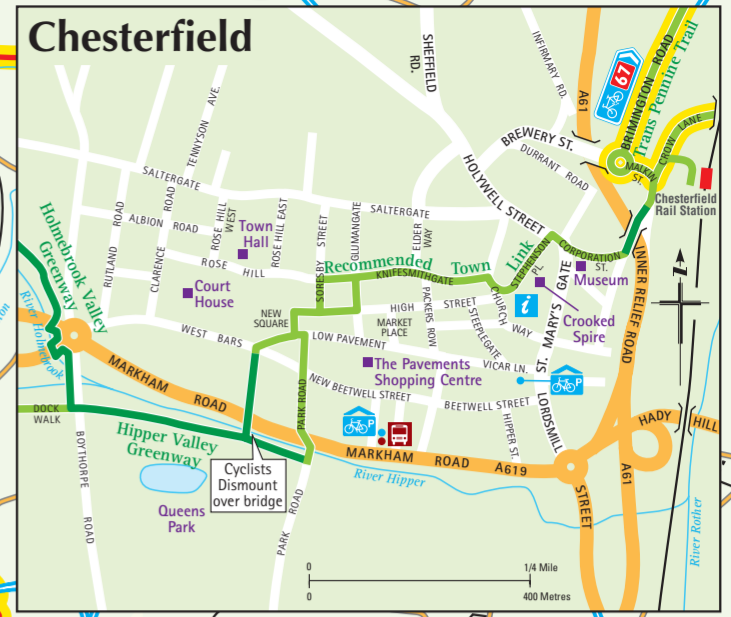 Chesterfield
SHEFFIELD
RD.
INFIRMARY RD.
A61
67
BRIMINGTON ROAD
Trans Pennine Trail
CROW LANE
MALKIN
ST.
BREWERY ST.
DURRANT ROAD
Chesterfield
Rail Station
TENNYSON AVE.
SALTERGATE
HOLYWELL STREET
RUTLAND ROAD
ALBION ROAD
CLARENCE ROAD
ROSE HILL
WEST
Town
Hall
ROSE HILL EAST
SORESBY STREET
GLUMANGATE
SALTERGATE
ELDER
WAY
ROSE HILL
Recommended Town Link
KNIFESMITHGATE
STEPHENSON
PL.
CORPORATION
ST.
Museum
INNER RELIEF ROAD
N
Holmebrook Valley
Greenway
River Holmebrook
Court
House
NEW
SQUARE
HIGH STREET
MARKET
PLACE
PACKERS ROW
CHURCH WAY
STEEPLEGATE
i
ST. MARY'S GATE
Crooked
Spire
WEST BARS
LOW PAVEMENT
The Pavements
Shopping Centre
VICAR LN.
P
MARKHAM ROAD
NEW BEETWELL STREET
BEETWELL STREET
HIPPER ST.
LORDSMILL
STREET
HADY HILL
PARK ROAD
P
DOCK
WALK
BOYTHORPE
ROAD
Hipper Valley
Greenway
MARKHAM ROAD A619
A61
River Hipper
Cyclists
Dismount
over bridge
Queens
Park
PARK ROAD
River Rother
0 1/4 Mile
0 400 Metres